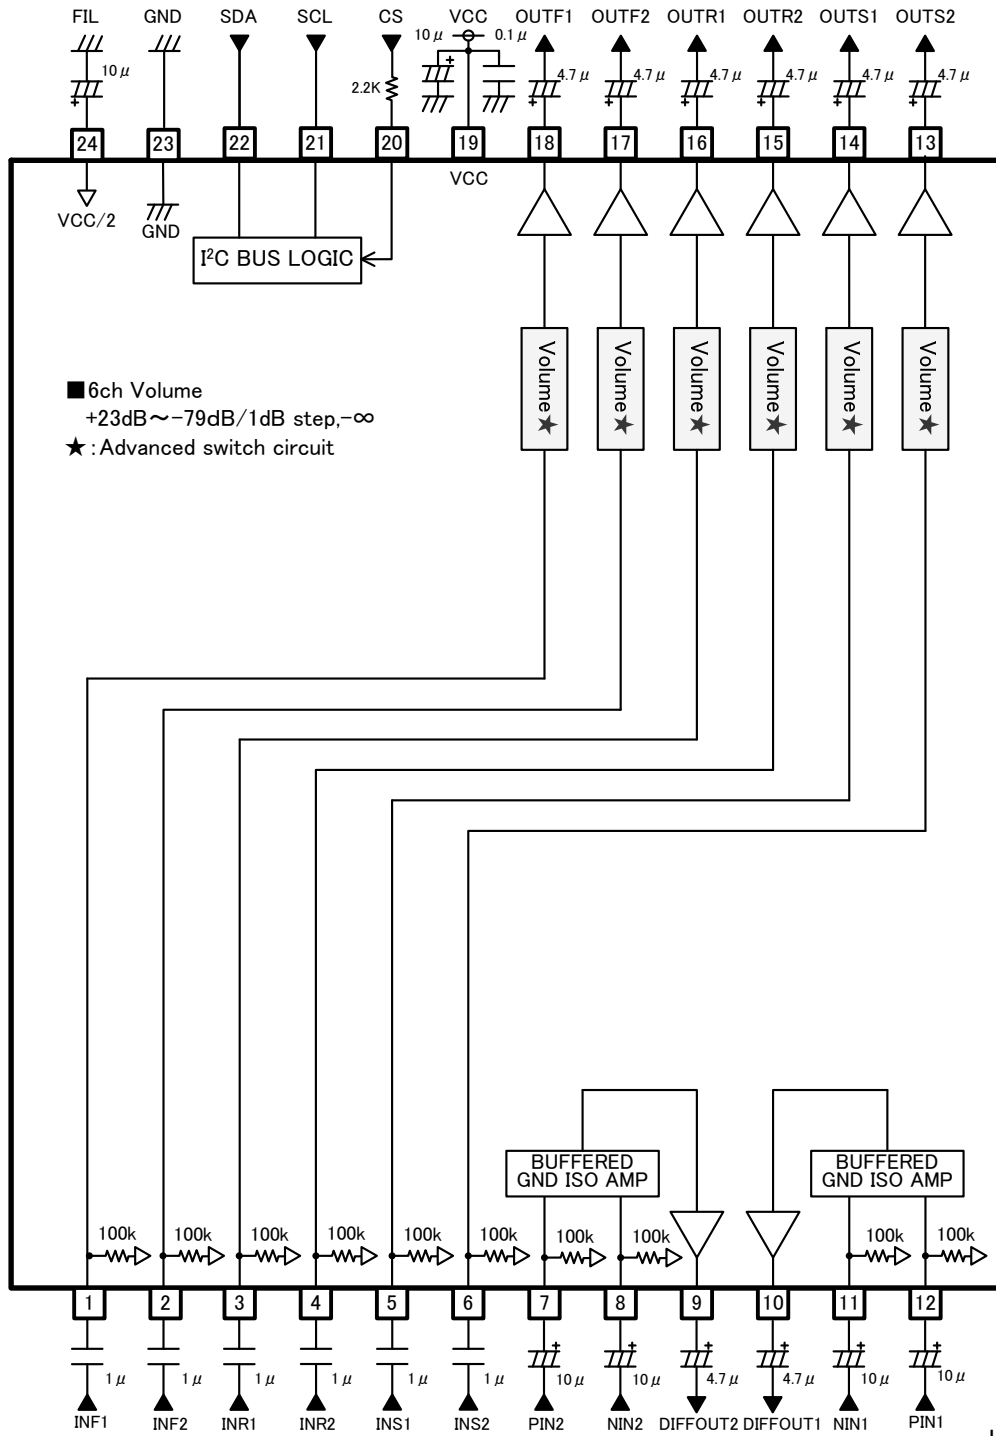 FIL GND SDA SCL CS VCC OUTF1 OUTF2 OUTR1 OUTR2 OUTS1 OUTS2
10μ 2.2K 10μ 0.1μ 4.7μ 4.7μ 4.7μ 4.7μ 4.7μ 4.7μ
+ + + + + + + +
24 23 22 21 20 19 18 17 16 15 14 13
VCC/2 GND VCC
I²C BUS LOGIC
Volume★ Volume★ Volume★ Volume★ Volume★ Volume★
■6ch Volume
+23dB～-79dB/1dB step,-∞
★:Advanced switch circuit
BUFFERED BUFFERED
GND ISO AMP GND ISO AMP
100k 100k 100k 100k 100k 100k 100k 100k 100k 100k
1 2 3 4 5 6 7 8 9 10 11 12
+ + + + + +
1μ 1μ 1μ 1μ 1μ 1μ 10μ 10μ 4.7μ 4.7μ 10μ 10μ
INF1 INF2 INR1 INR2 INS1 INS2 PIN2 NIN2 DIFFOUT2 DIFFOUT1 NIN1 PIN1